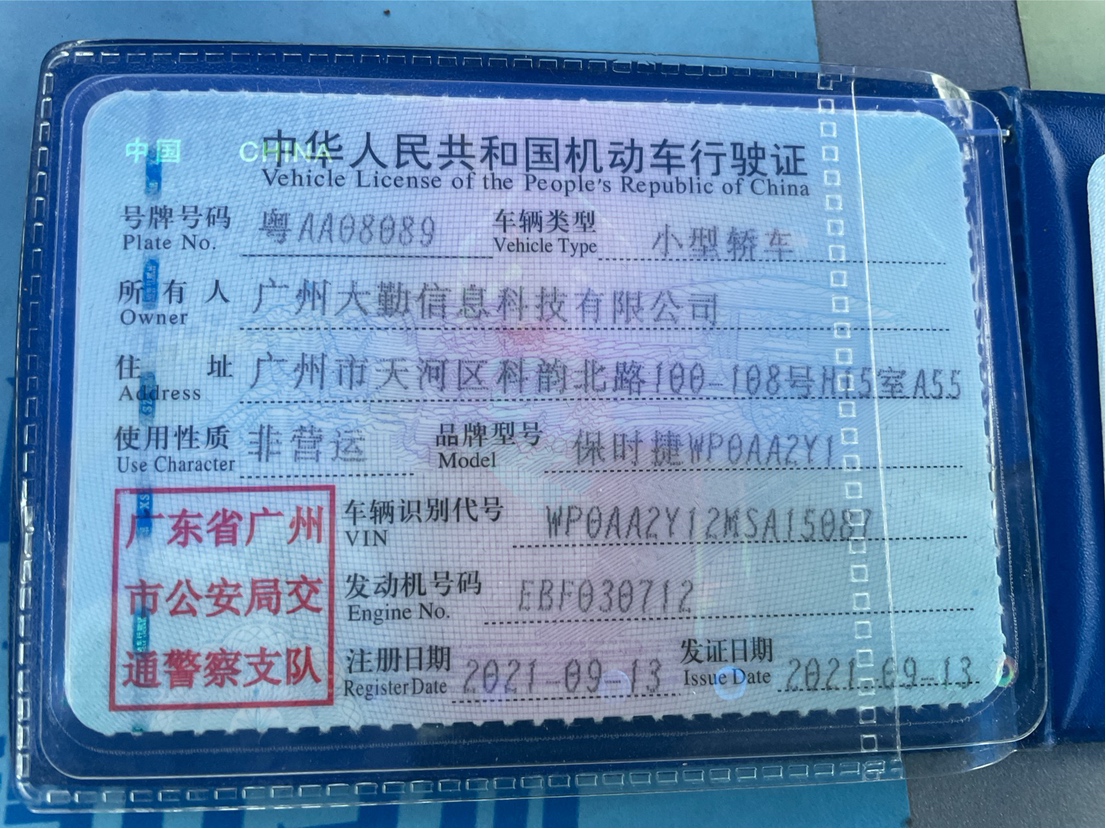 中国 CHINA
中华人民共和国机动车行驶证
Vehicle License of the People's Republic of China
号牌号码 粤AA08089 车辆类型 小型轿车
Plate No. Vehicle Type
所有人 广州大勤信息科技有限公司
Owner
住址 广州市天河区科韵北路100-108号H15室A55
Address
使用性质 非营运 品牌型号 保时捷WP0AA2Y1
Use Character Model
车辆识别代号 WP0AA2Y12MSA15087
VIN
发动机号码 EBF030712
Engine No.
注册日期 2021-09-13 发证日期 2021-09-13
Register Date Issue Date
广东省广州
市公安局交
通警察支队